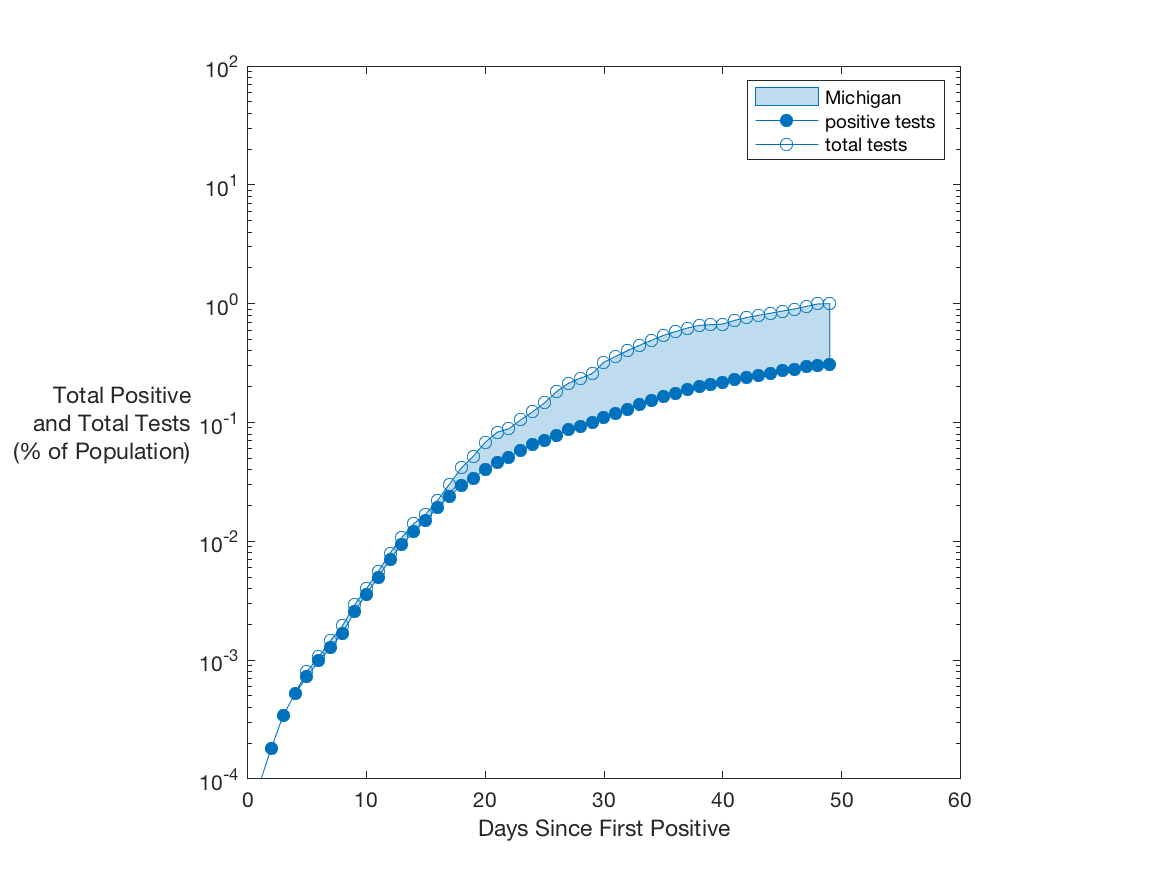 10^2
10^1
10^0
10^-1
10^-2
10^-3
10^-4
Total Positive
and Total Tests
(% of Population)
Michigan
positive tests
total tests
0 10 20 30 40 50 60
Days Since First Positive